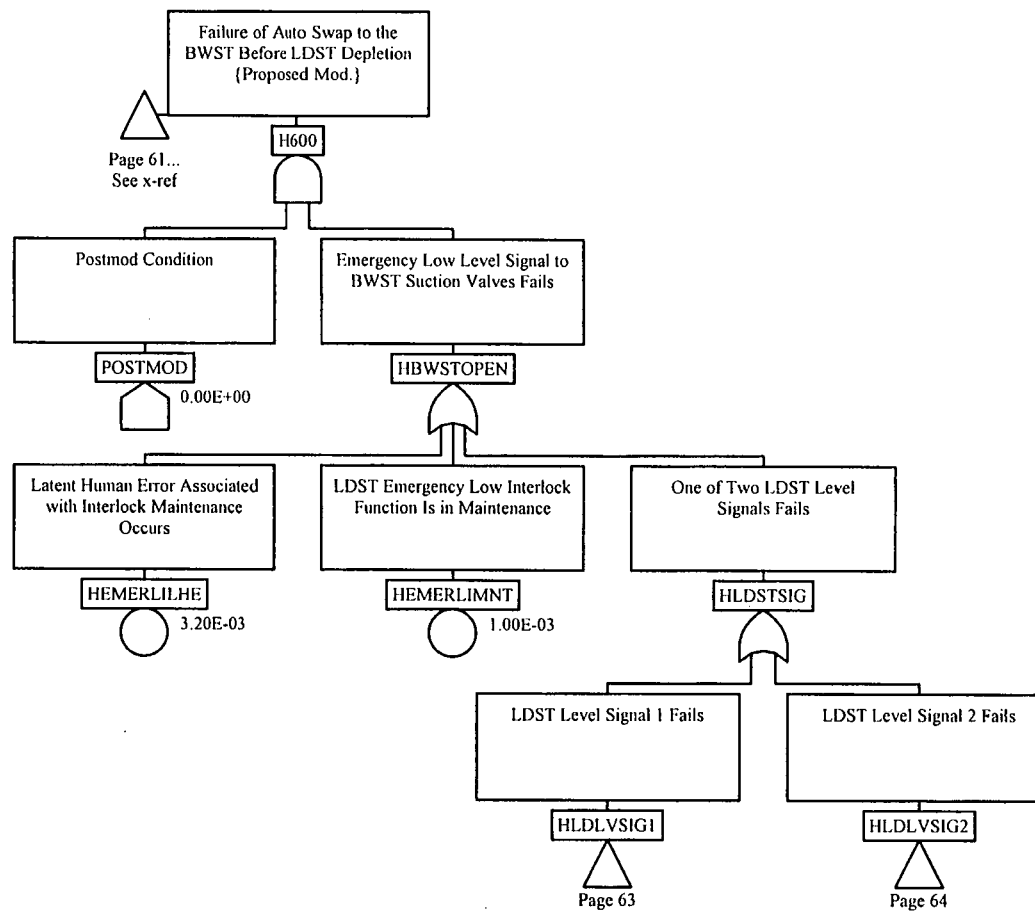 Failure of Auto Swap to the
BWST Before LDST Depletion
{Proposed Mod.}
H600
Page 61...
See x-ref
Postmod Condition
Emergency Low Level Signal to
BWST Suction Valves Fails
POSTMOD
0.00E+00
HBWSTOPEN
Latent Human Error Associated
with Interlock Maintenance
Occurs
LDST Emergency Low Interlock
Function Is in Maintenance
One of Two LDST Level
Signals Fails
HEMERLILHE
3.20E-03
HEMERLIMNT
1.00E-03
HLDSTSIG
LDST Level Signal 1 Fails
LDST Level Signal 2 Fails
HLDLVSIG1
HLDLVSIG2
Page 63
Page 64